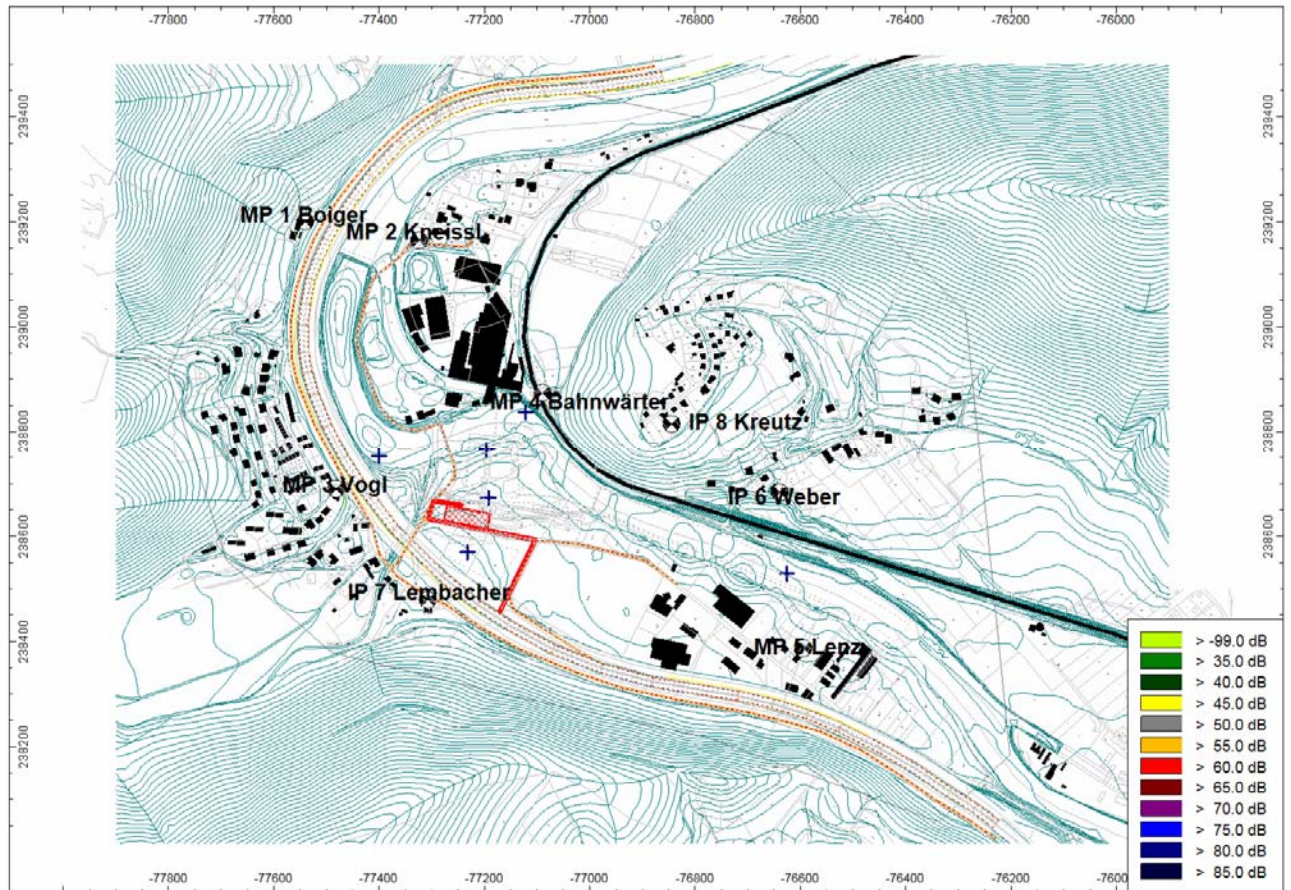 -77800 -77600 -77400 -77200 -77000 -76800 -76600 -76400 -76200 -76000
239400 239400
239200 239200
MP 1 Boiger
MP 2 Kneissl
239000 239000
MP 4 Bahnwärter
IP 8 Kreutz
238800 238800
MP 3 Vogl
IP 6 Weber
238600 238600
IP 7 Lembacher
238400 238400
MP 5 Lenz
238200
> -99.0 dB
> 35.0 dB
> 40.0 dB
> 45.0 dB
> 50.0 dB
> 55.0 dB
> 60.0 dB
> 65.0 dB
> 70.0 dB
> 75.0 dB
> 80.0 dB
> 85.0 dB
-77800 -77600 -77400 -77200 -77000 -76800 -76600 -76400 -76200 -76000